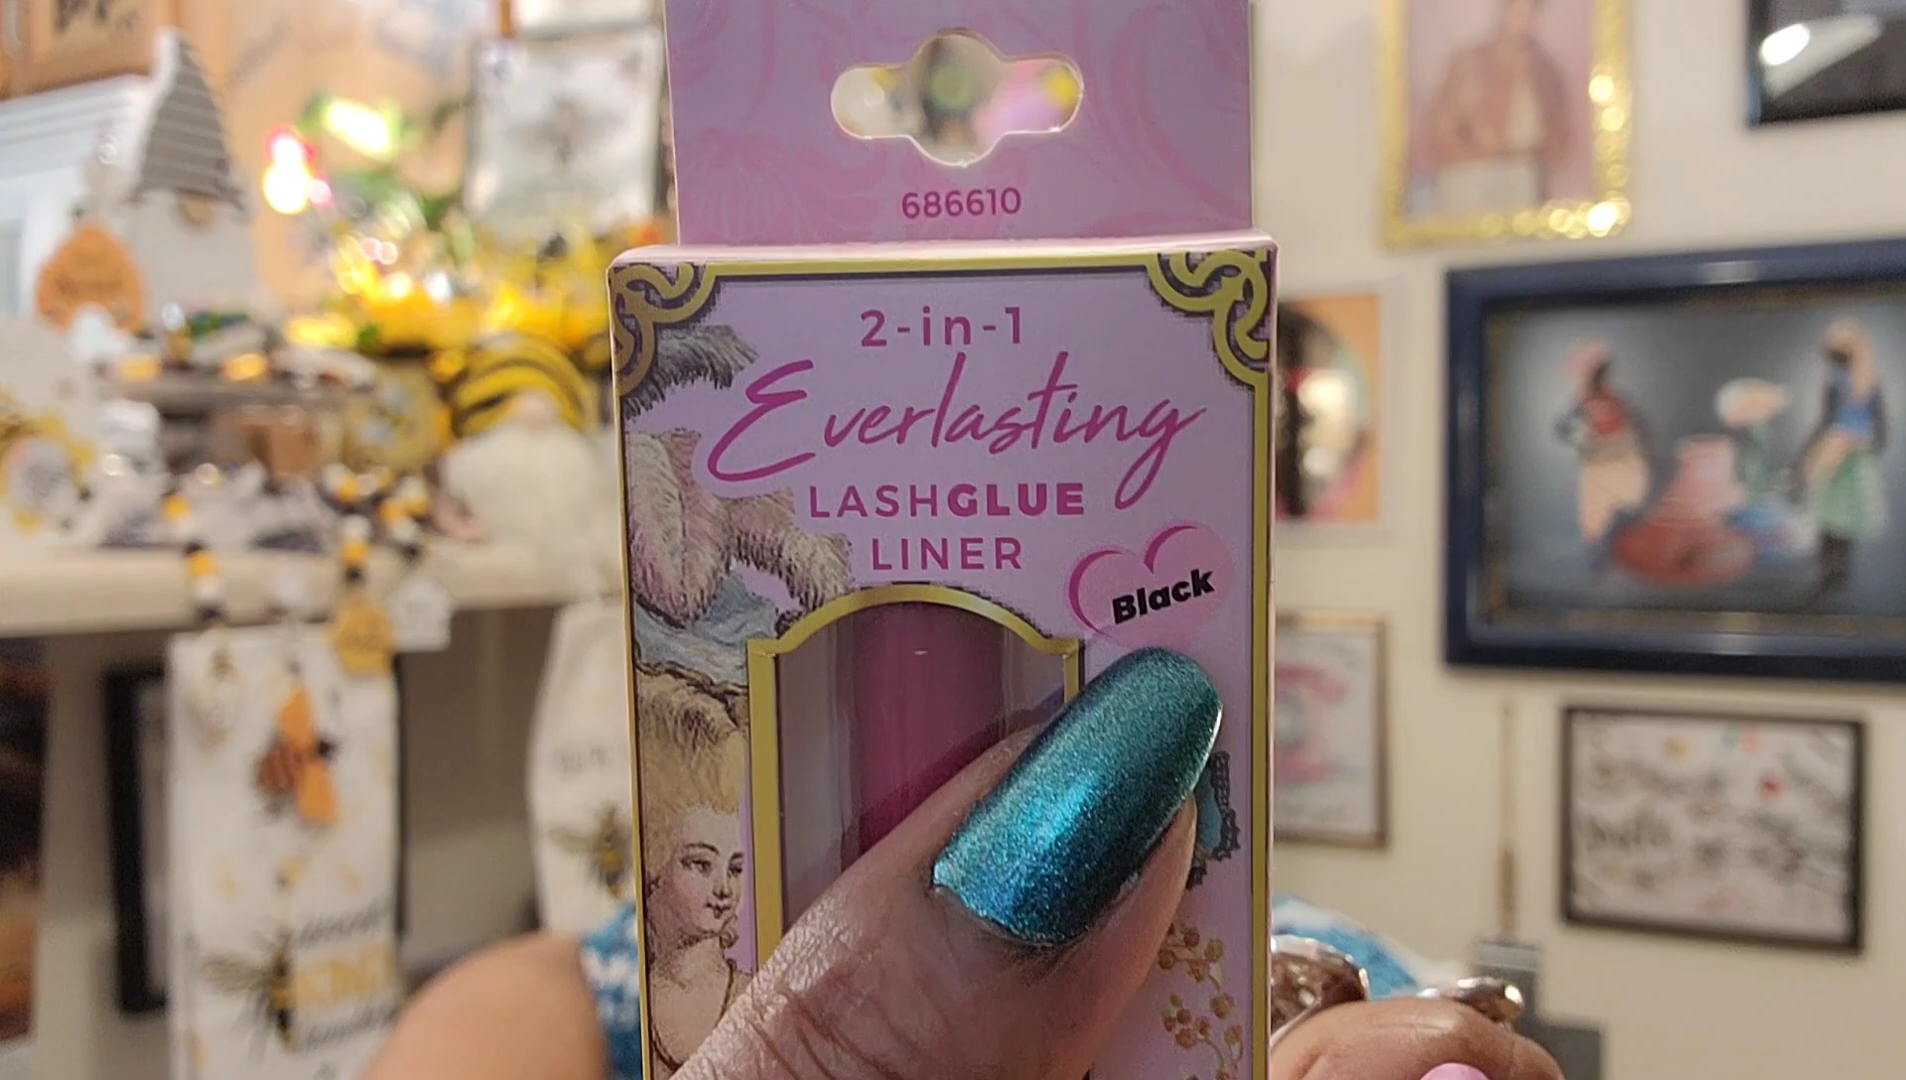 686610
2-in-1
Everlasting
LASHGLUE
LINER
Black